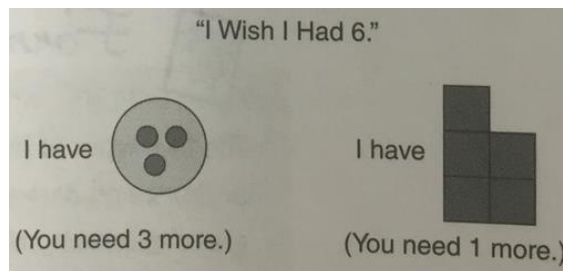 “I Wish I Had 6.”
I have
I have
(You need 3 more.)
(You need 1 more.)